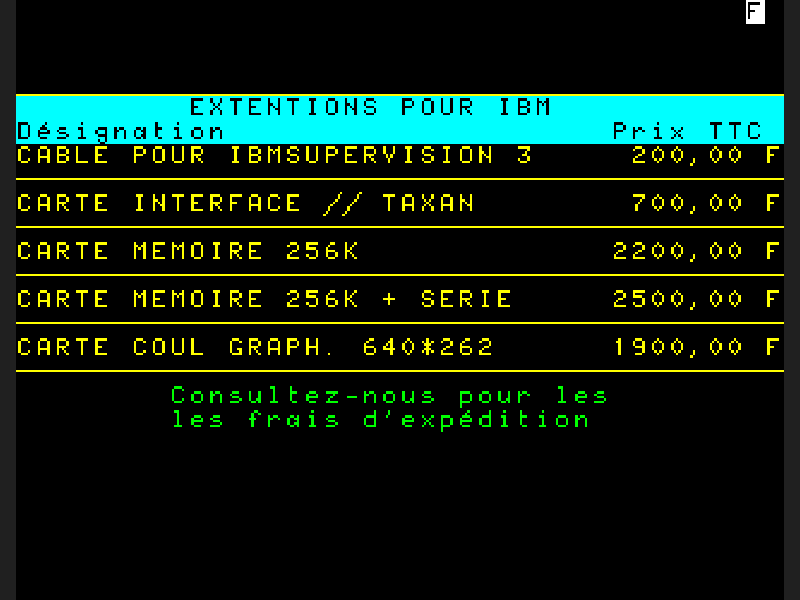 F
EXTENTIONS POUR IBM
Désignation Prix TTC
CABLE POUR IBMSUPERVISION 3 200,00 F
CARTE INTERFACE // TAXAN 700,00 F
CARTE MEMOIRE 256K 2200,00 F
CARTE MEMOIRE 256K + SERIE 2500,00 F
CARTE COUL GRAPH. 640*262 1900,00 F
Consultez-nous pour les
les frais d'expédition